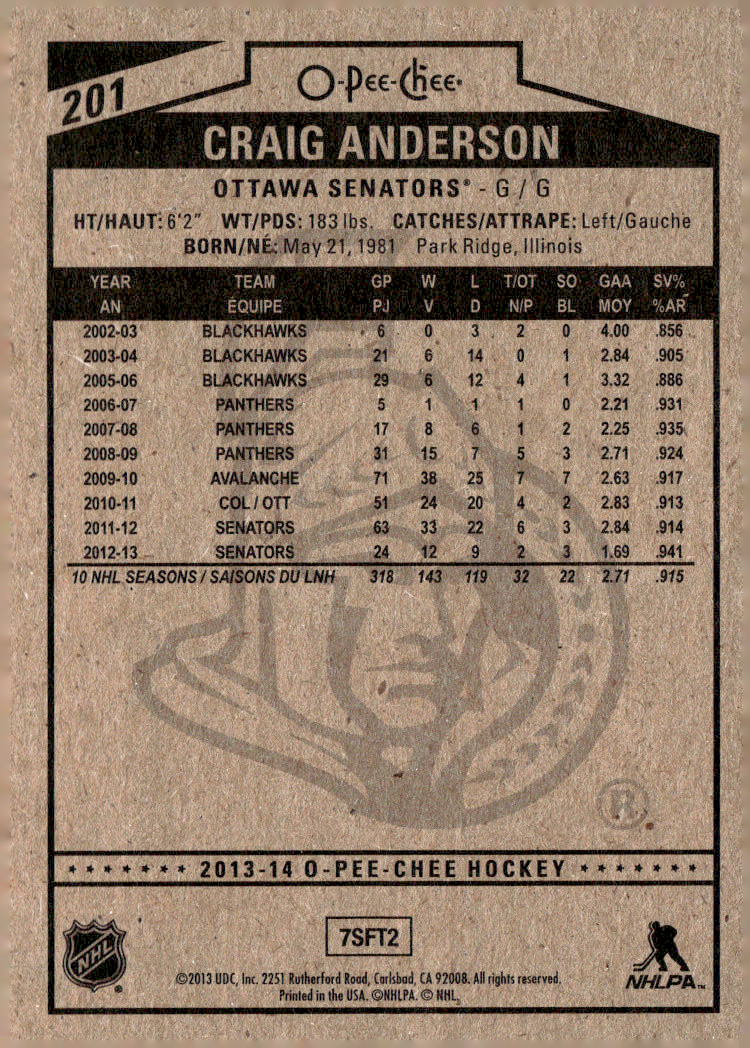 201
O-Pee-Chee®
CRAIG ANDERSON
OTTAWA SENATORS® - G / G
HT/HAUT: 6'2" WT/PDS: 183 lbs. CATCHES/ATTRAPE: Left/Gauche
BORN/NÉ: May 21, 1981 Park Ridge, Illinois
YEAR TEAM GP W L T/OT SO GAA SV%
AN ÉQUIPE PJ V D N/P BL MOY %AR
2002-03 BLACKHAWKS 6 0 3 2 0 4.00 .856
2003-04 BLACKHAWKS 21 6 14 0 1 2.84 .905
2005-06 BLACKHAWKS 29 6 12 4 1 3.32 .886
2006-07 PANTHERS 5 1 1 1 0 2.21 .931
2007-08 PANTHERS 17 8 6 1 2 2.25 .935
2008-09 PANTHERS 31 15 7 5 3 2.71 .924
2009-10 AVALANCHE 71 38 25 7 7 2.63 .917
2010-11 COL / OTT 51 24 20 4 2 2.83 .913
2011-12 SENATORS 63 33 22 6 3 2.84 .914
2012-13 SENATORS 24 12 9 2 3 1.69 .941
10 NHL SEASONS / SAISONS DU LNH 318 143 119 32 22 2.71 .915
®
★ ★ ★ ★ ★ ★ ★ 2013-14 O-PEE-CHEE HOCKEY ★ ★ ★ ★ ★ ★ ★
NHL®
7SFT2
NHLPA™
©2013 UDC, Inc. 2251 Rutherford Road, Carlsbad, CA 92008. All rights reserved.
Printed in the USA. ©NHLPA. © NHL.